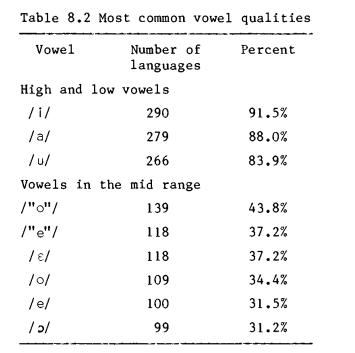 Table 8.2 Most common vowel qualities
Vowel Number of Percent
languages
High and low vowels
/i/ 290 91.5%
/a/ 279 88.0%
/u/ 266 83.9%
Vowels in the mid range
/"o"/ 139 43.8%
/"e"/ 118 37.2%
/ɛ/ 118 37.2%
/o/ 109 34.4%
/e/ 100 31.5%
/ɔ/ 99 31.2%